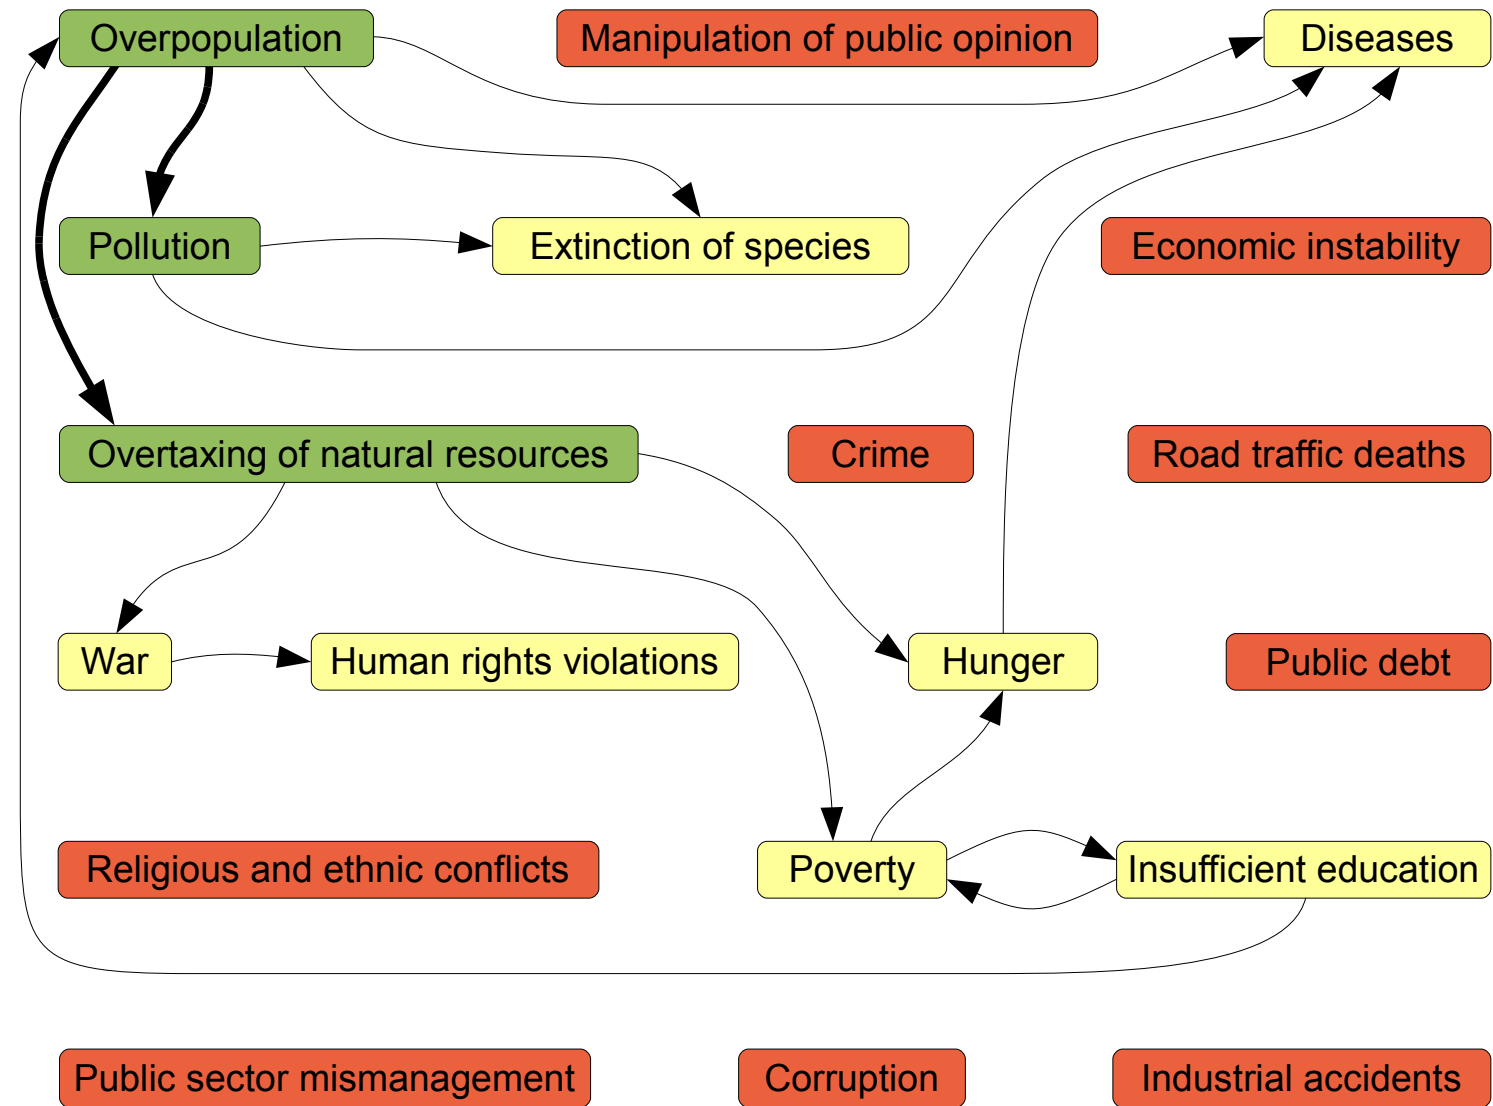 Overpopulation
Manipulation of public opinion
Diseases
Pollution
Extinction of species
Economic instability
Overtaxing of natural resources
Crime
Road traffic deaths
War
Human rights violations
Hunger
Public debt
Religious and ethnic conflicts
Poverty
Insufficient education
Public sector mismanagement
Corruption
Industrial accidents